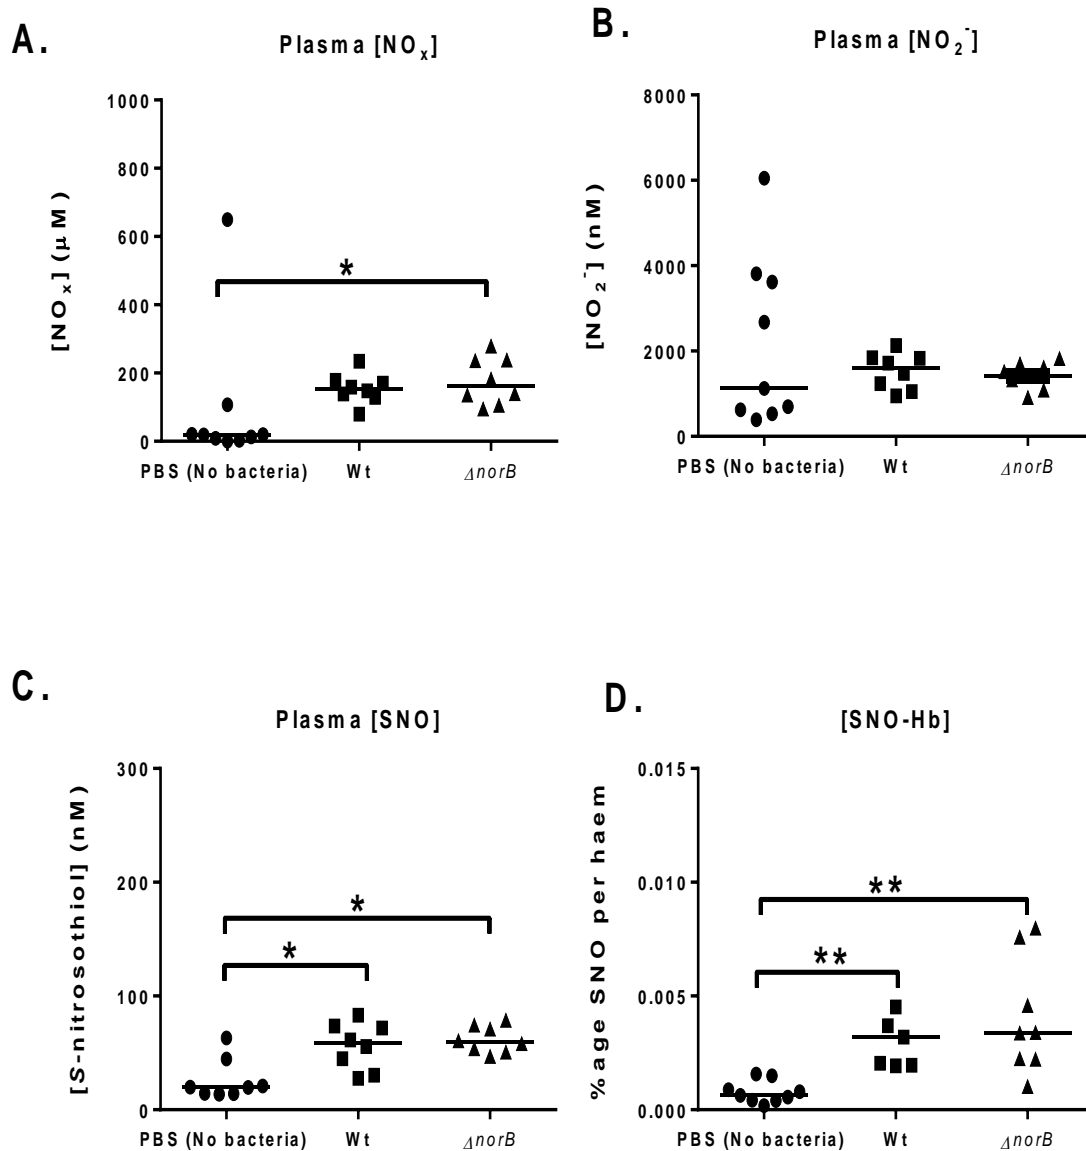 A.
Plasma [NOₓ]
[NOₓ] (μM)
1000
800
600
400
200
0
*
PBS (No bacteria) Wt ΔnorB
B.
Plasma [NO₂⁻]
[NO₂⁻] (nM)
8000
6000
4000
2000
0
PBS (No bacteria) Wt ΔnorB
C.
Plasma [SNO]
[S-nitrosothiol] (nM)
300
200
100
0
*
*
PBS (No bacteria) Wt ΔnorB
D.
[SNO-Hb]
%age SNO per haem
0.015
0.010
0.005
0.000
**
**
PBS (No bacteria) Wt ΔnorB